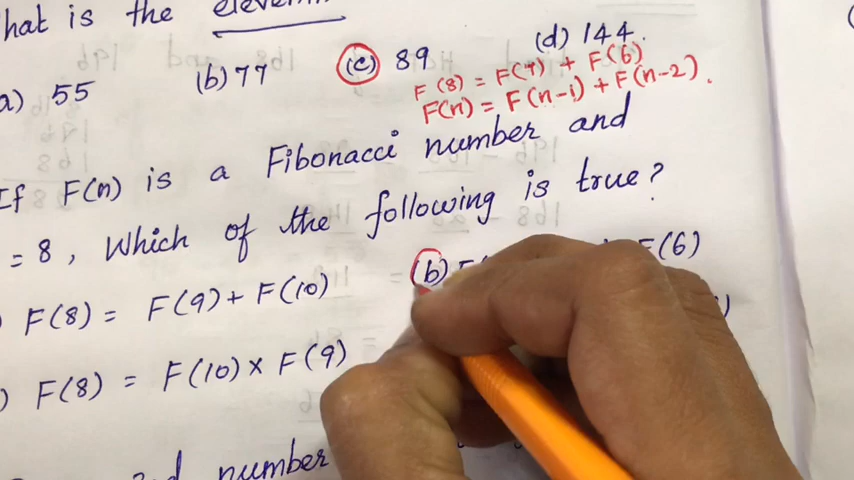 What is the
(a) 55 (b) 77 (c) 89 (d) 144.
F(8) = F(7) + F(6)
F(n) = F(n-1) + F(n-2).
If F(n) is a Fibonacci number and
= 8, Which of the following is true?
) F(8) = F(9) + F(10) (b) F(6)
) F(8) = F(10) x F(9)
number